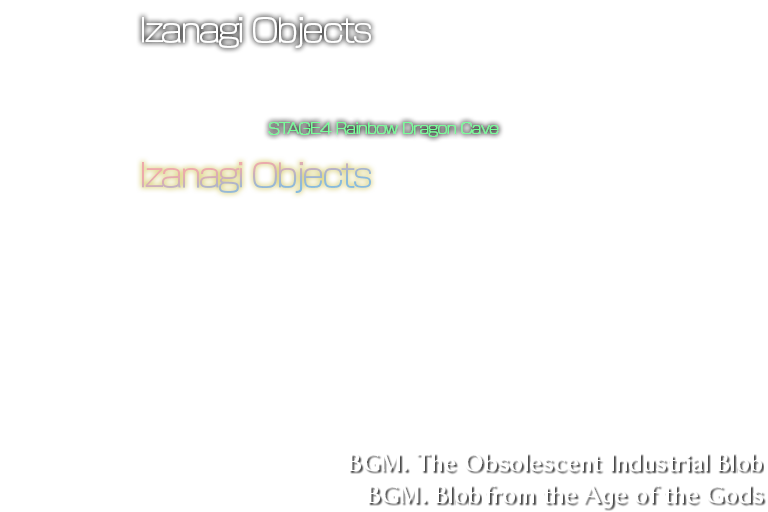 Izanagi Objects
STAGE4 Rainbow Dragon Cave
Izanagi Objects
BGM. The Obsolescent Industrial Blob
BGM. Blob from the Age of the Gods